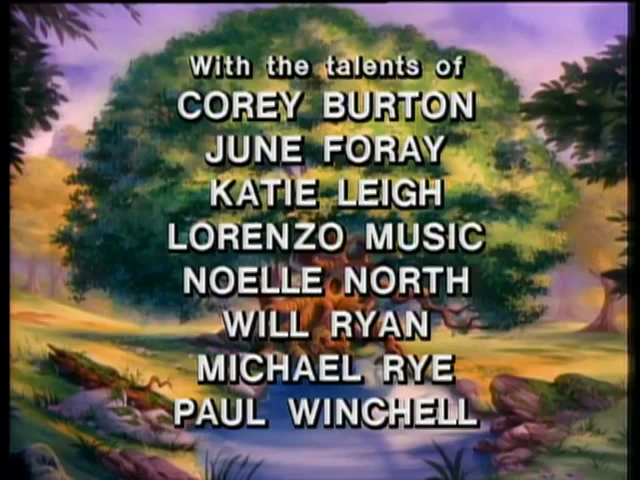 With the talents of
COREY BURTON
JUNE FORAY
KATIE LEIGH
LORENZO MUSIC
NOELLE NORTH
WILL RYAN
MICHAEL RYE
PAUL WINCHELL